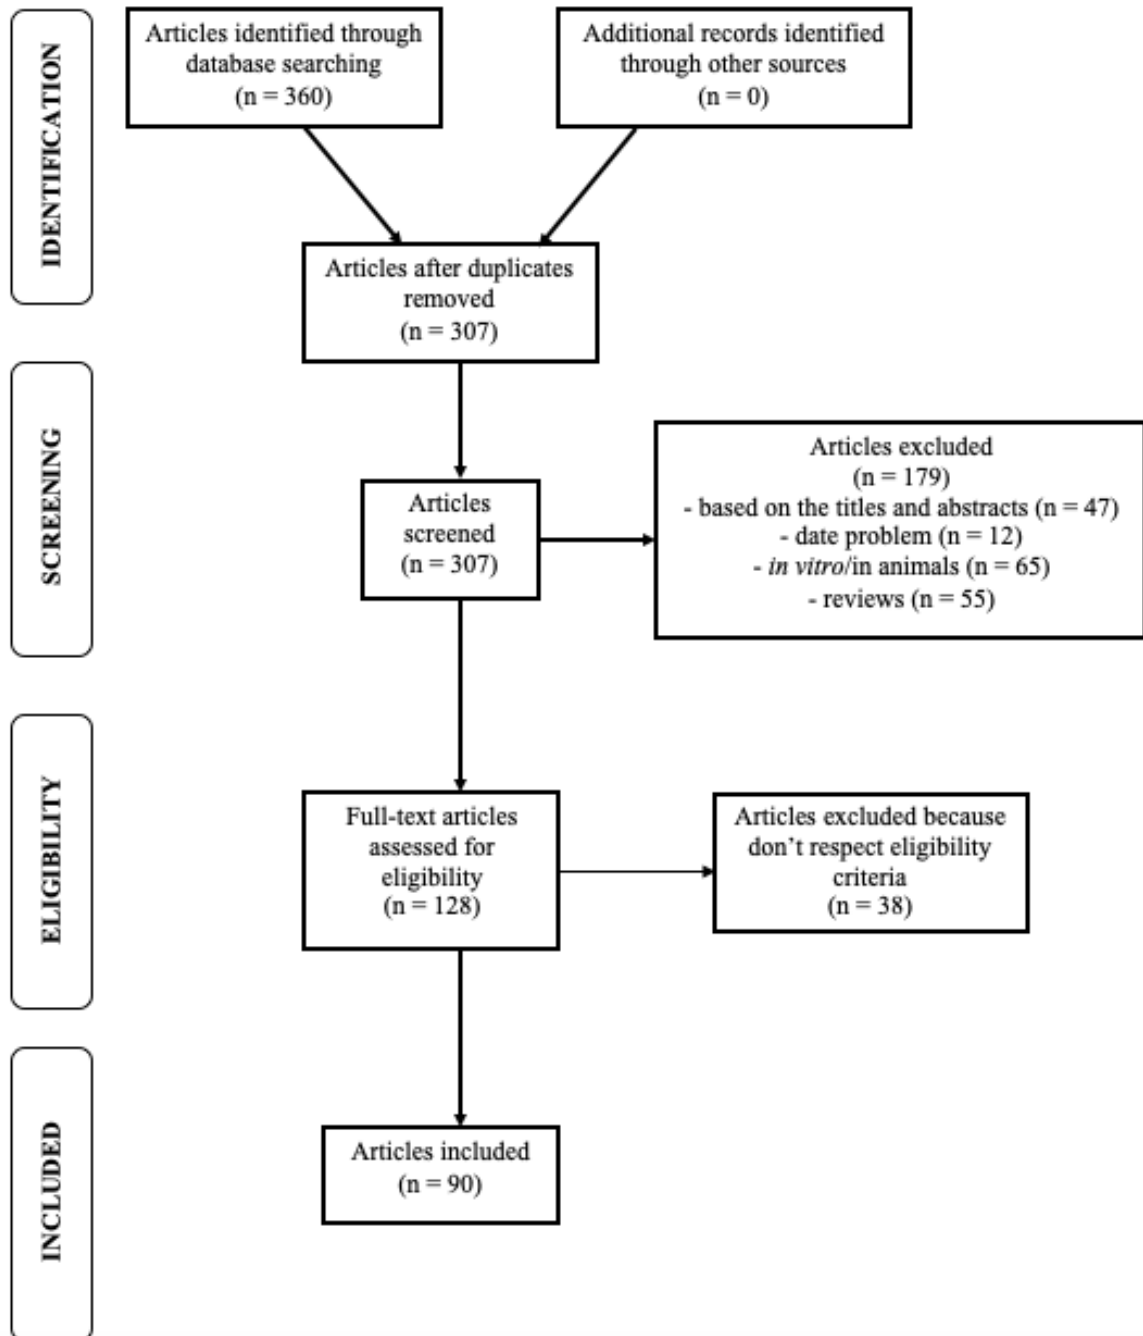 IDENTIFICATION
Articles identified through
database searching
(n = 360)
Additional records identified
through other sources
(n = 0)
Articles after duplicates
removed
(n = 307)
SCREENING
Articles
screened
(n = 307)
Articles excluded
(n = 179)
- based on the titles and abstracts (n = 47)
- date problem (n = 12)
- in vitro/in animals (n = 65)
- reviews (n = 55)
ELIGIBILITY
Full-text articles
assessed for
eligibility
(n = 128)
Articles excluded because
don’t respect eligibility
criteria
(n = 38)
INCLUDED
Articles included
(n = 90)